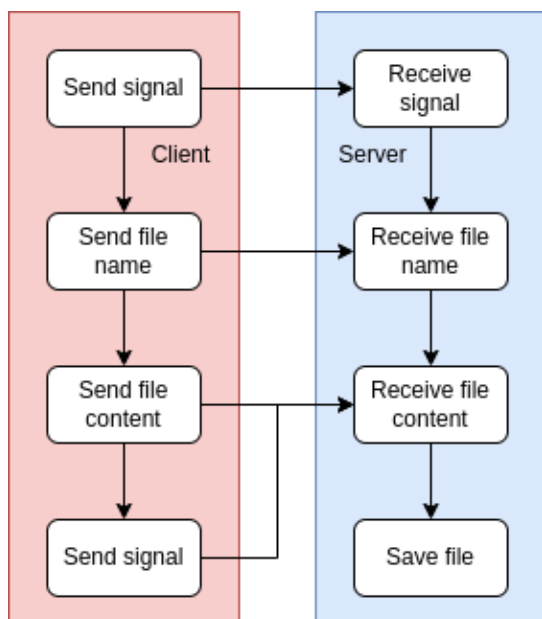 Send signal
Receive
signal
Client
Server
Send file
name
Receive file
name
Send file
content
Receive file
content
Send signal
Save file